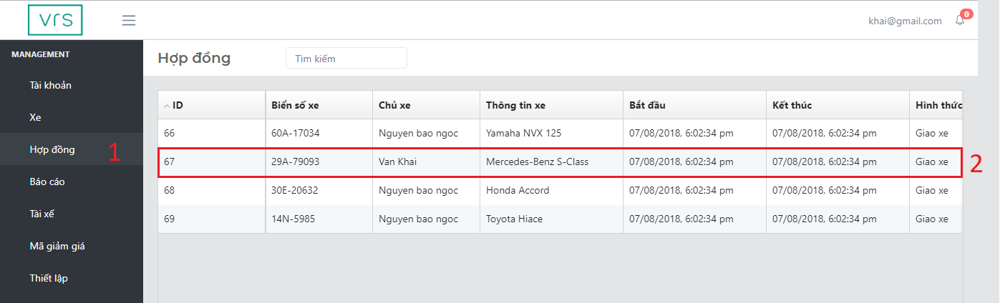 vrs
khai@gmail.com
0
MANAGEMENT
Tài khoản
Xe
Hợp đồng
1
Báo cáo
Tài xế
Mã giảm giá
Thiết lập
Hợp đồng
Tìm kiếm
ID Biển số xe Chủ xe Thông tin xe Bắt đầu Kết thúc Hình thức
66 60A-17034 Nguyen bao ngoc Yamaha NVX 125 07/08/2018, 6:02:34 pm 07/08/2018, 6:02:34 pm Giao xe
67 29A-79093 Van Khai Mercedes-Benz S-Class 07/08/2018, 6:02:34 pm 07/08/2018, 6:02:34 pm Giao xe
2
68 30E-20632 Nguyen bao ngoc Honda Accord 07/08/2018, 6:02:34 pm 07/08/2018, 6:02:34 pm Giao xe
69 14N-5985 Nguyen bao ngoc Toyota Hiace 07/08/2018, 6:02:34 pm 07/08/2018, 6:02:34 pm Giao xe